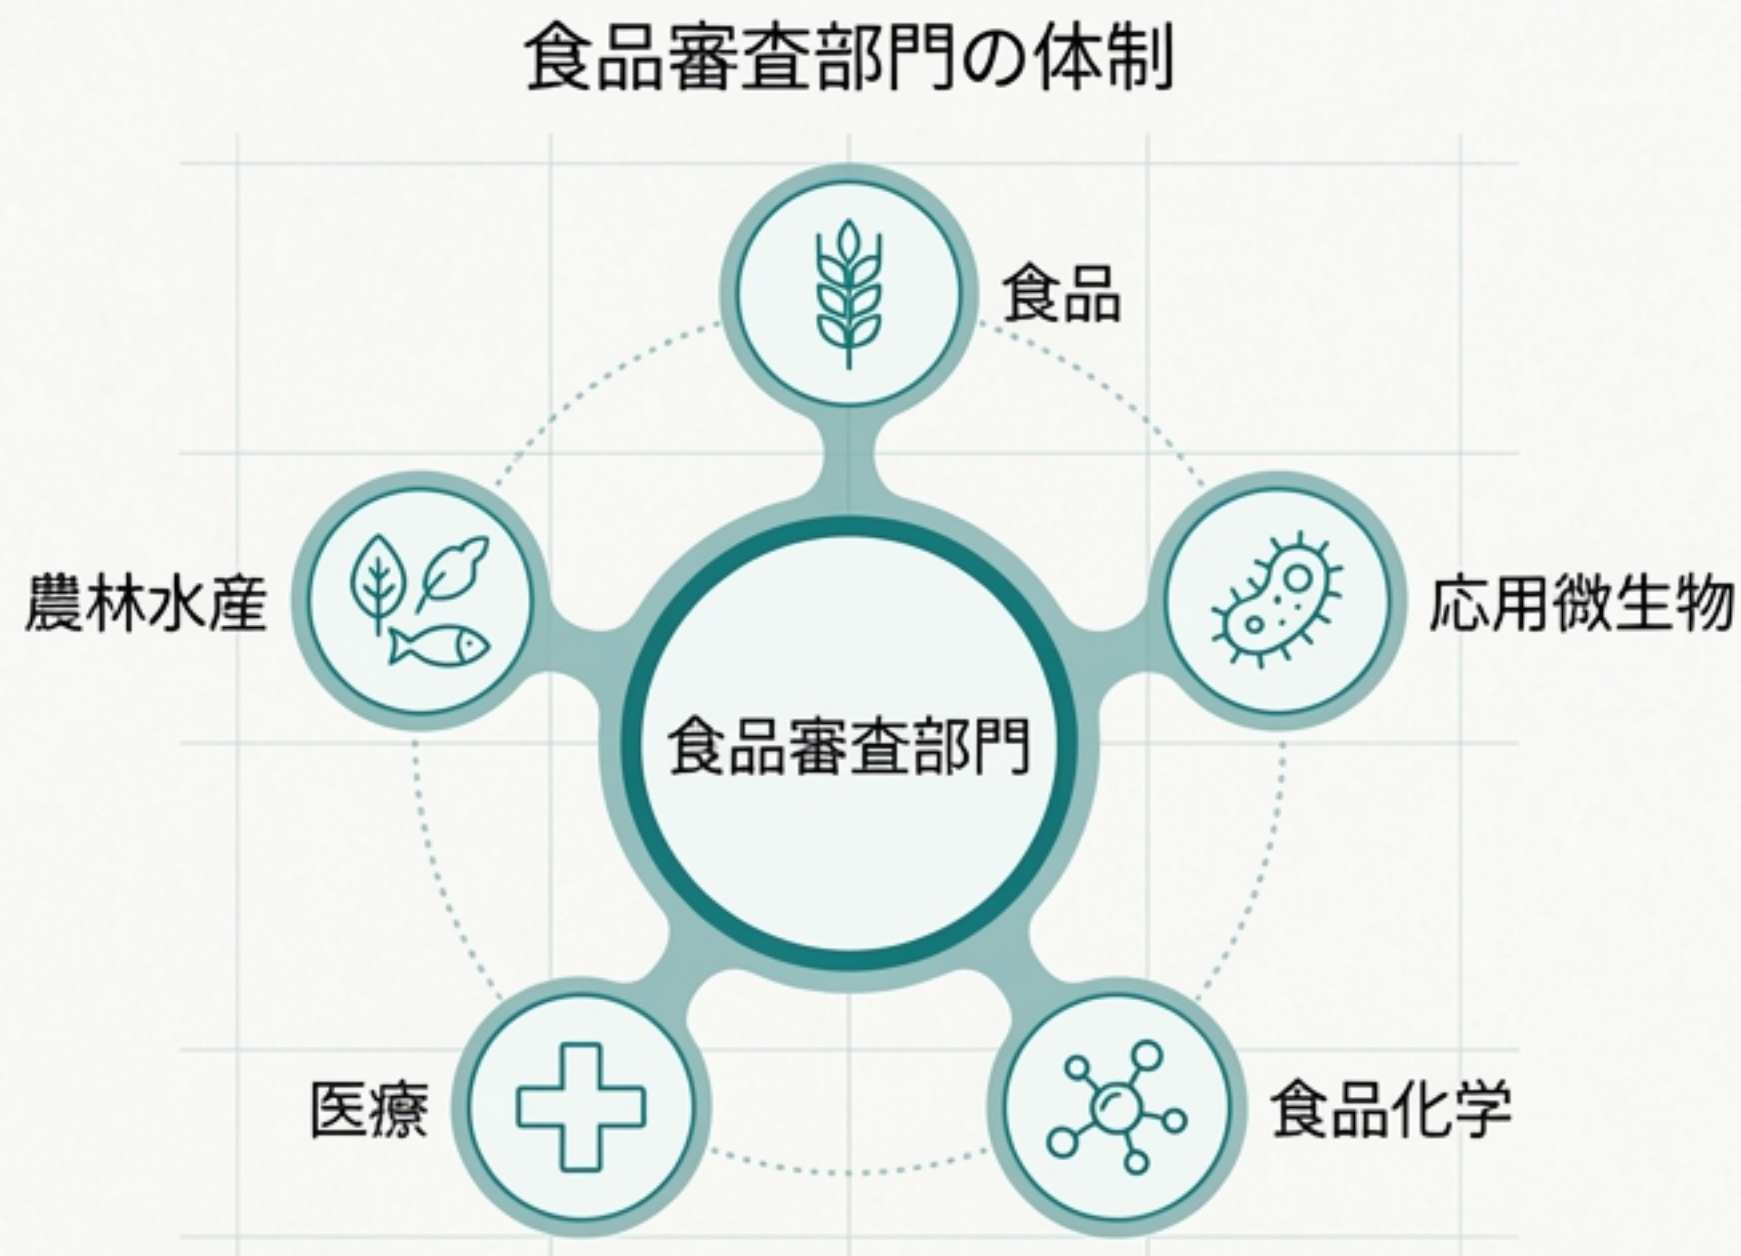 食品審査部門の体制
食品
農林水産
応用微生物
食品審査部門
医療
食品化学